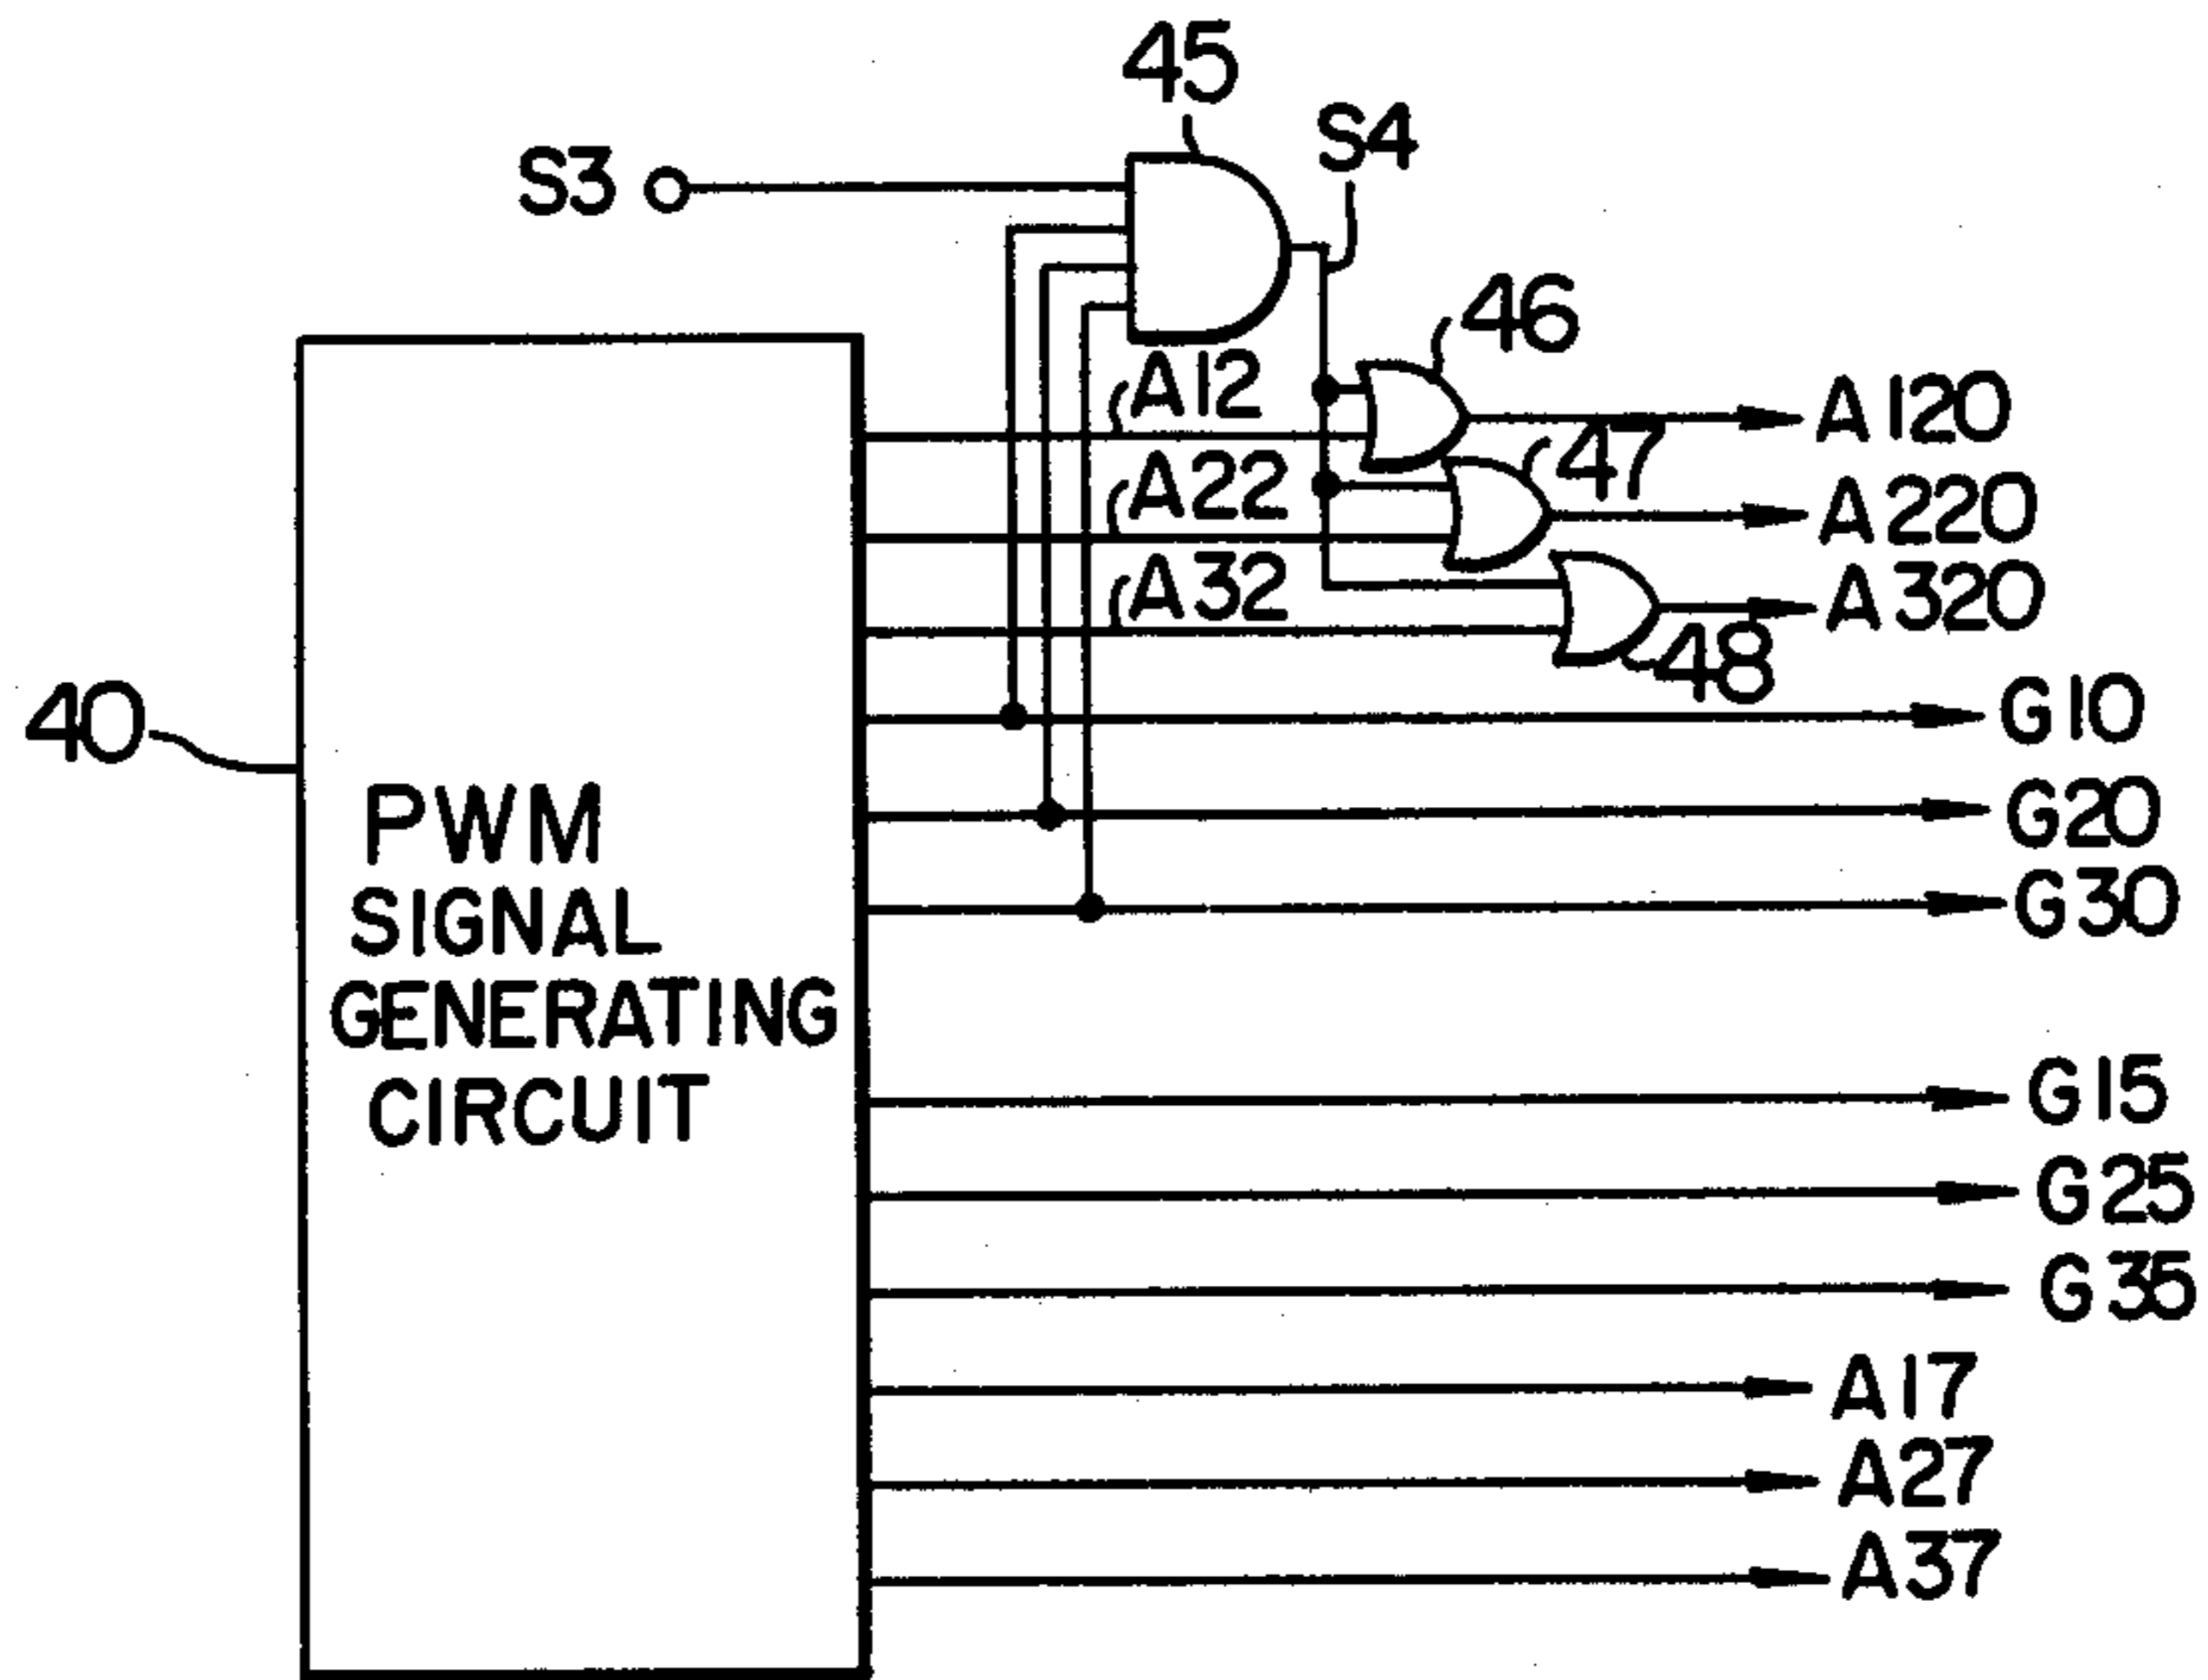 45
S4
S3
46
A12
A120
47
A22
A220
A32
A320
48
40
G10
G20
G30
PWM
SIGNAL
GENERATING
CIRCUIT
G15
G25
G35
A17
A27
A37